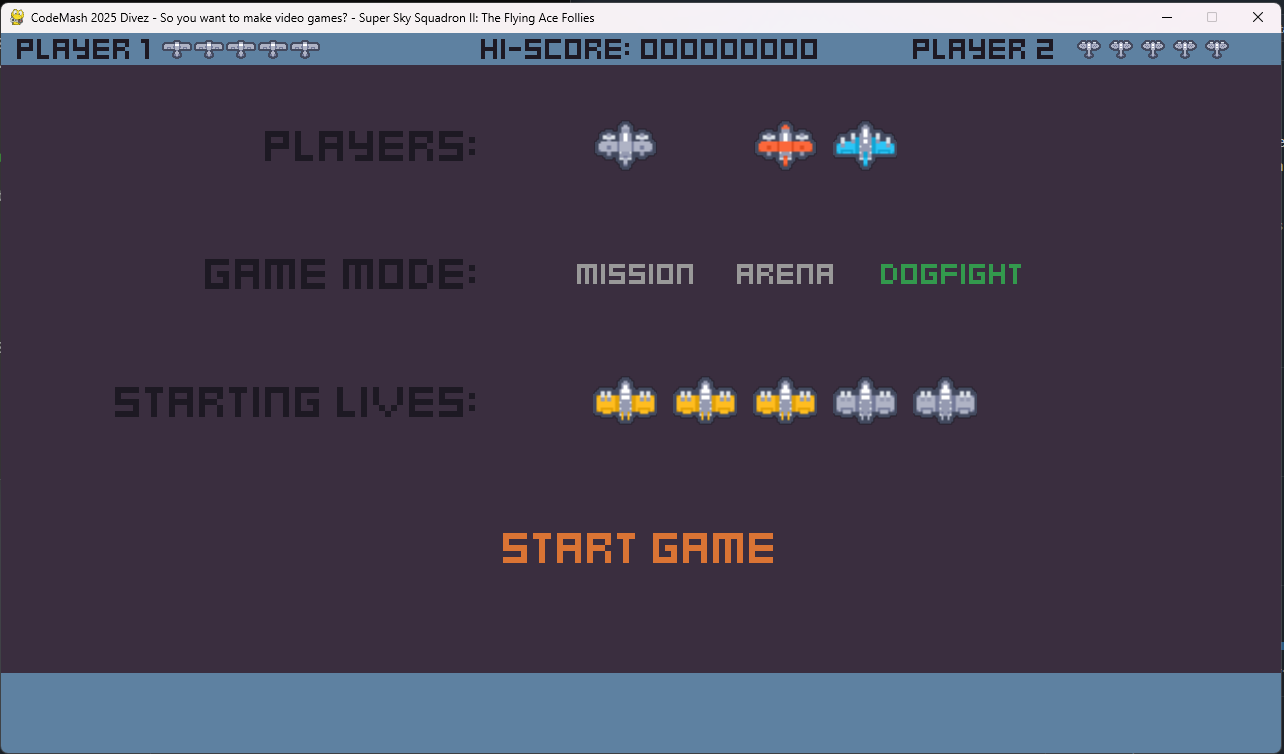 CodeMash 2025 Divez - So you want to make video games? - Super Sky Squadron II: The Flying Ace Follies
PLAYER 1 HI-SCORE: 000000000 PLAYER 2
PLAYERS:
GAME MODE: MISSION ARENA DOGFIGHT
STARTING LIVES:
START GAME